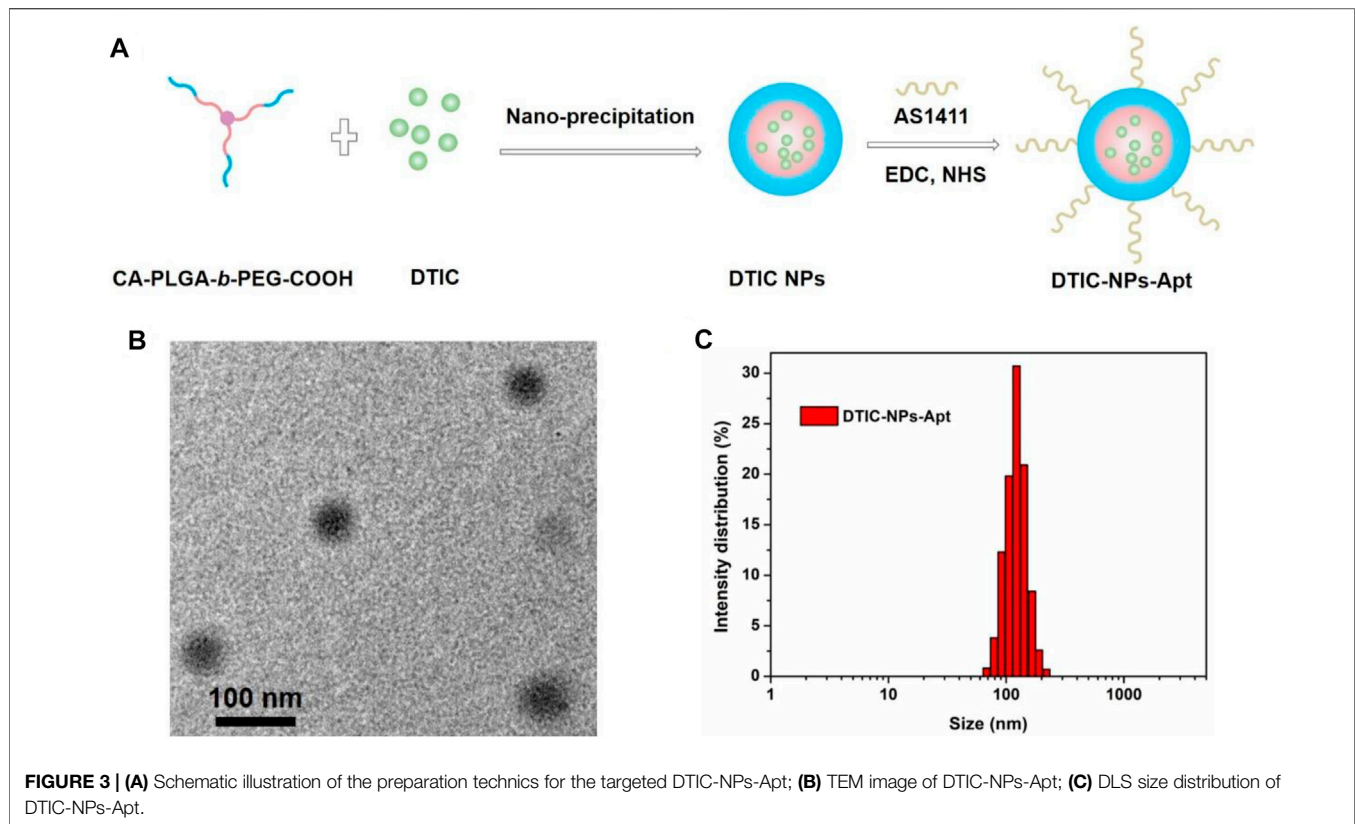 A
Nano-precipitation
AS1411
EDC, NHS
CA-PLGA-b-PEG-COOH
DTIC
DTIC NPs
DTIC-NPs-Apt
B
100 nm
C
30
25
20
15
10
5
0
Intensity distribution (%)
DTIC-NPs-Apt
1
10
100
1000
Size (nm)
FIGURE 3 | (A) Schematic illustration of the preparation technics for the targeted DTIC-NPs-Apt; (B) TEM image of DTIC-NPs-Apt; (C) DLS size distribution of
DTIC-NPs-Apt.